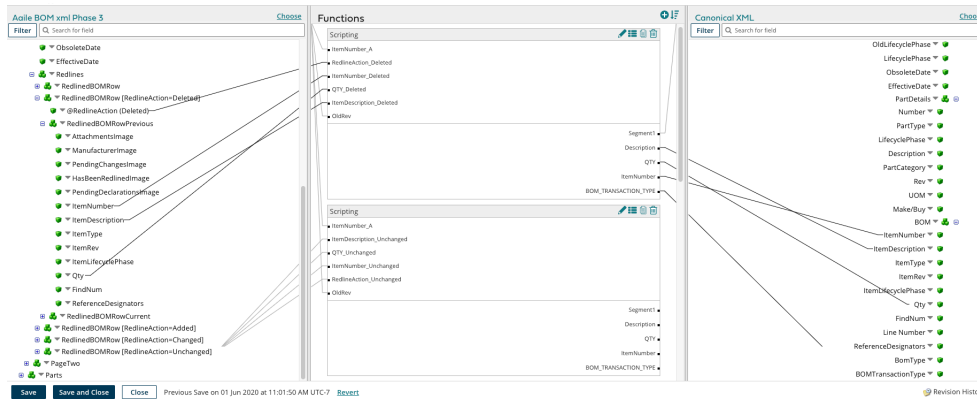 Agile BOM xml Phase 3
Choose
Filter
Search for field
ObsoleteDate
EffectiveDate
Redlines
RedlinedBOMRow
RedlinedBOMRow [RedlineAction=Deleted]
@RedlineAction (Deleted)
RedlinedBOMRowPrevious
AttachmentsImage
ManufacturerImage
PendingChangesImage
HasBeenRedlinedImage
PendingDeclarationsImage
ItemNumber
ItemDescription
ItemType
ItemRev
ItemLifecyclePhase
Qty
FindNum
ReferenceDesignators
RedlinedBOMRowCurrent
RedlinedBOMRow [RedlineAction=Added]
RedlinedBOMRow [RedlineAction=Changed]
RedlinedBOMRow [RedlineAction=Unchanged]
PageTwo
Parts
Functions
Scripting
ItemNumber_A
RedlineAction_Deleted
ItemNumber_Deleted
QTY_Deleted
ItemDescription_Deleted
OldRev
Segment1
Description
QTY
ItemNumber
BOM_TRANSACTION_TYPE
Scripting
ItemNumber_A
ItemDescription_Unchanged
QTY_Unchanged
ItemNumber_Unchanged
RedlineAction_Unchanged
OldRev
Segment1
Description
QTY
ItemNumber
BOM_TRANSACTION_TYPE
Canonical XML
Choo
Filter
Search for field
OldLifecyclePhase
LifecyclePhase
ObsoleteDate
EffectiveDate
PartDetails
Number
PartType
LifecyclePhase
Description
PartCategory
Rev
UOM
Make/Buy
BOM
ItemNumber
ItemDescription
ItemType
ItemRev
ItemLifecyclePhase
Qty
FindNum
Line Number
ReferenceDesignators
BomType
BOMTransactionType
Save
Save and Close
Close
Previous Save on 01 Jun 2020 at 11:01:50 AM UTC-7
Revert
Revision Histo